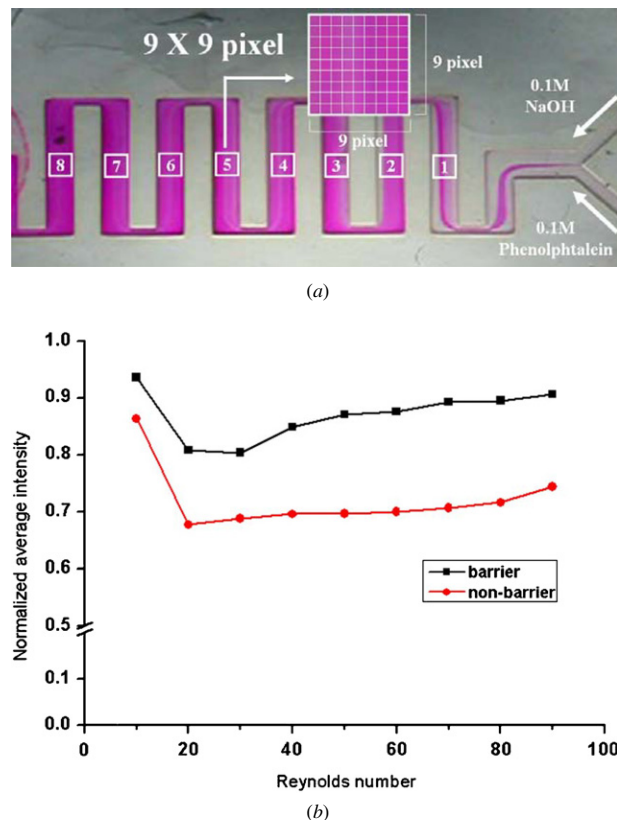 9 X 9 pixel
9 pixel
9 pixel
0.1M
NaOH
8 7 6 5 4 3 2 1
0.1M
Phenolphtalein
(a)
1.0
0.9
0.8
0.7
0.6
0.5
0.1
0.0
Normalized average intensity
barrier
non-barrier
0 20 40 60 80 100
Reynolds number
(b)